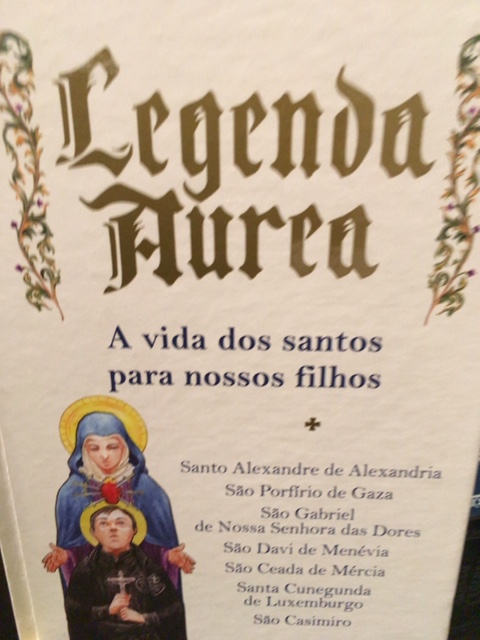 Legenda
Aurea
A vida dos santos
para nossos filhos
Santo Alexandre de Alexandria
São Porfírio de Gaza
São Gabriel
de Nossa Senhora das Dores
São Davi de Menévia
São Ceada de Mércia
Santa Cunegunda
de Luxemburgo
São Casimiro